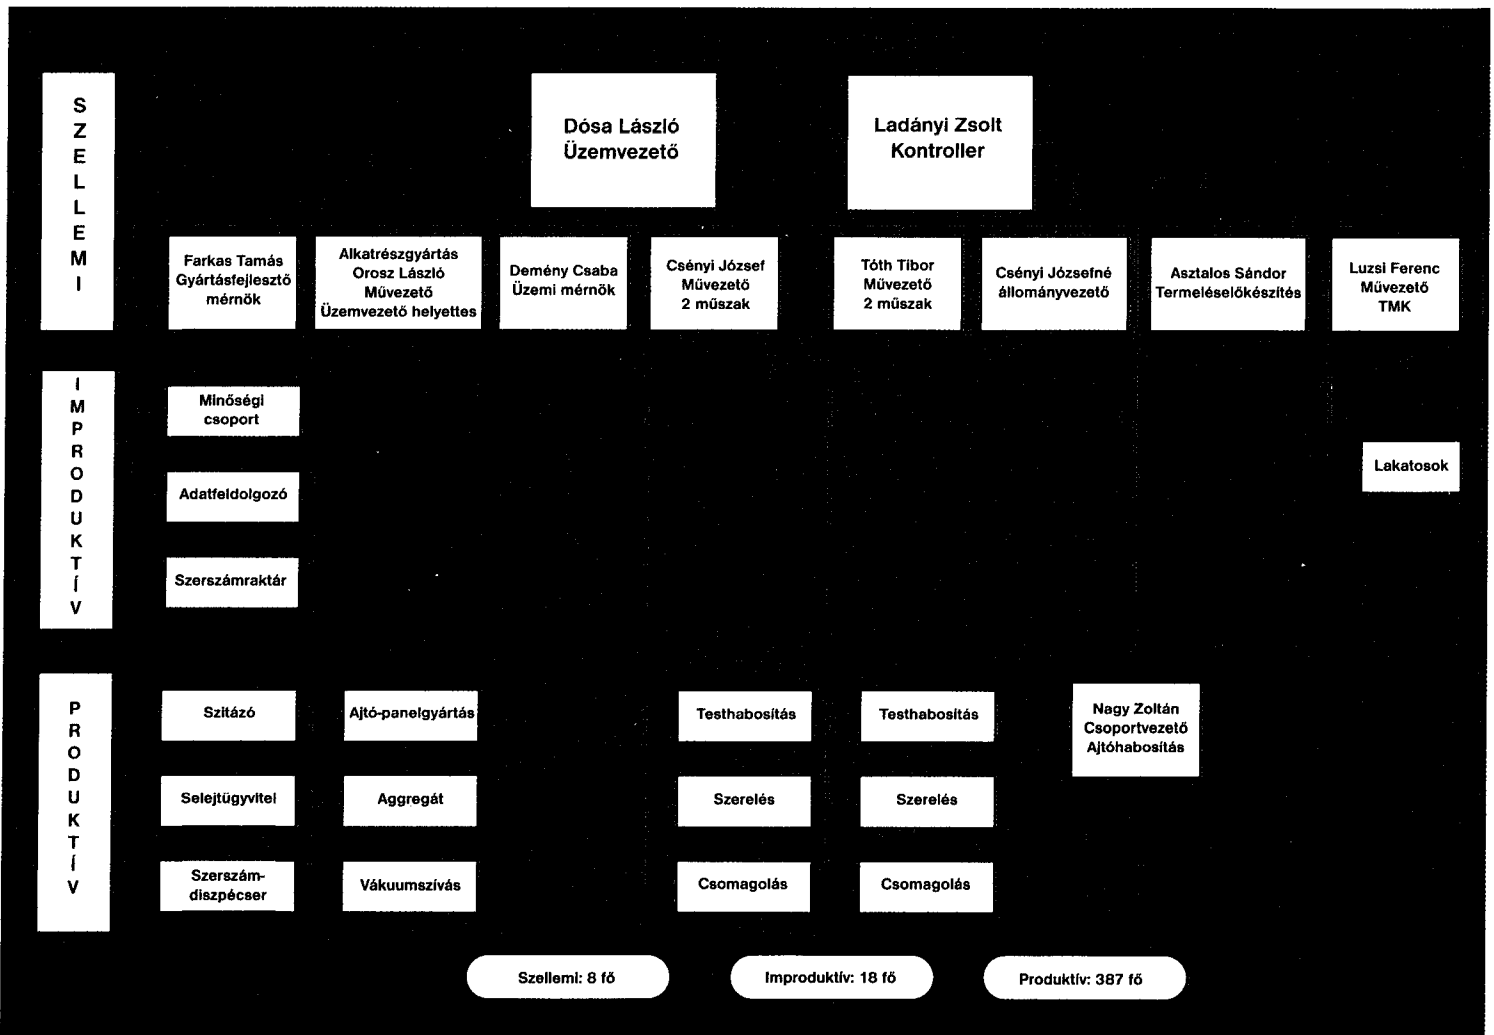 SZELLEMI
Dósa László
Üzemvezető
Ladányi Zsolt
Kontroller
Farkas Tamás
Gyártásfejlesztő
mérnök
Alkatrészgyártás
Orosz László
Művezető
Üzemvezető helyettes
Demény Csaba
Üzemi mérnök
Csényi József
Művezető
2 műszak
Tóth Tibor
Művezető
2 műszak
Csényi Józsefné
állományvezető
Asztalos Sándor
Termeléselőkészítés
Luzsi Ferenc
Művezető
TMK
IMPRODUKTÍV
Minőségi
csoport
Adatfeldolgozó
Szerszámraktár
Lakatosok
PRODUKTÍV
Szitázó
Ajtó-panelgyártás
Testhabosítás
Testhabosítás
Nagy Zoltán
Csoportvezető
Ajtóhabosítás
Selejtügyvitel
Aggregát
Szerelés
Szerelés
Szerszám-
diszpécser
Vákuumszívás
Csomagolás
Csomagolás
Szellemi: 8 fő
Improduktív: 18 fő
Produktív: 387 fő